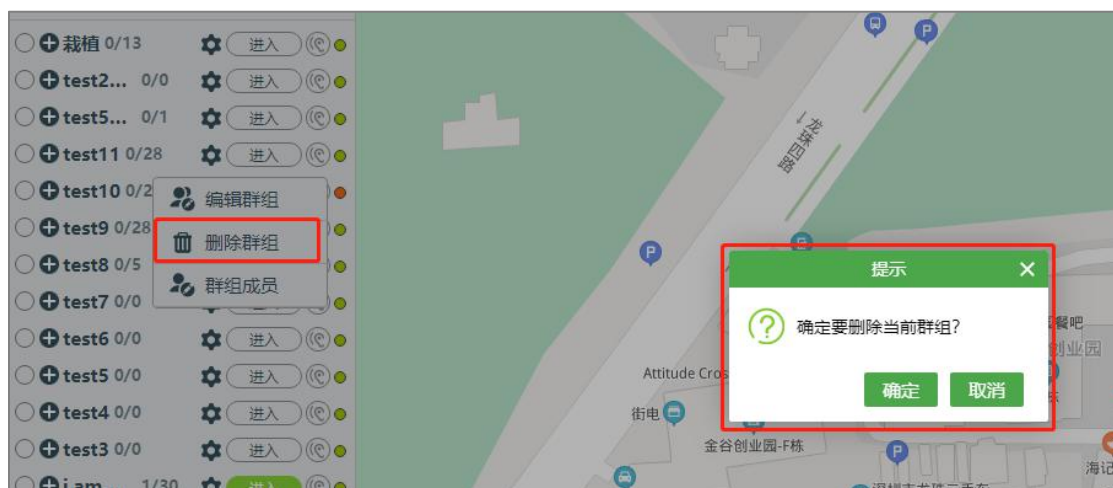 栽植 0/13 进入
test2... 0/0 进入
test5... 0/1 进入
test11 0/28 进入
test10 0/2
test9 0/28
test8 0/5
test7 0/0
test6 0/0 进入
test5 0/0 进入
test4 0/0 进入
test3 0/0 进入
i am 1/30 进入
编辑群组
删除群组
群组成员
P
P
←龙珠四路
P
提示
确定要删除当前群组?
确定 取消
餐吧
创业园
Attitude Cros
街电
金谷创业园-F栋
P
海记